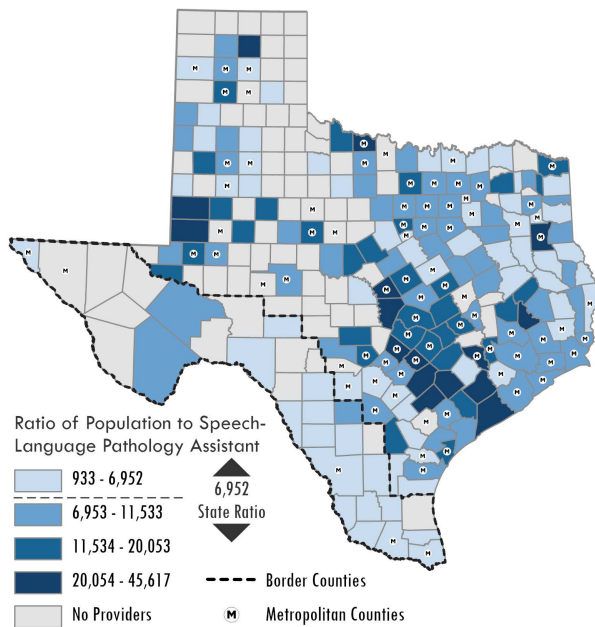 Ratio of Population to Speech-
Language Pathology Assistant
933 - 6,952
6,953 - 11,533
11,534 - 20,053
20,054 - 45,617
No Providers
6,952
State Ratio
Border Counties
M Metropolitan Counties